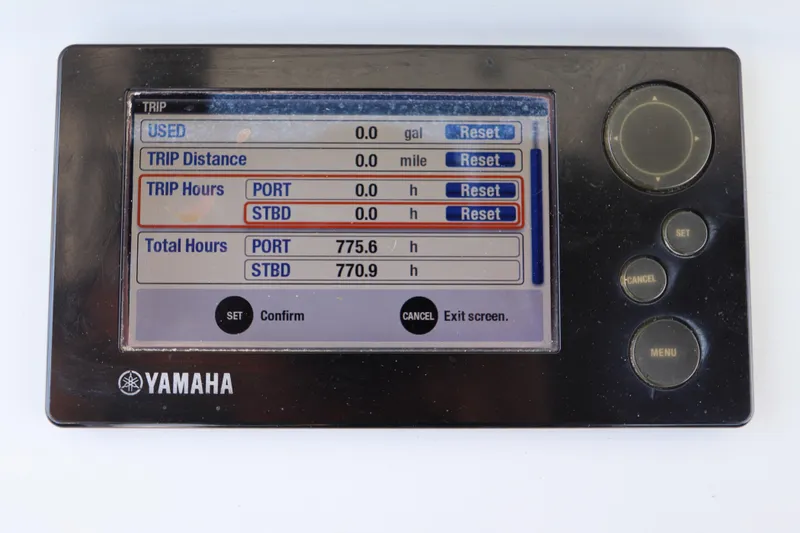 TRIP
USED 0.0 gal Reset
TRIP Distance 0.0 mile Reset
TRIP Hours PORT 0.0 h Reset
STBD 0.0 h Reset
Total Hours PORT 775.6 h
STBD 770.9 h
SET Confirm CANCEL Exit screen.
YAMAHA
SET
CANCEL
MENU